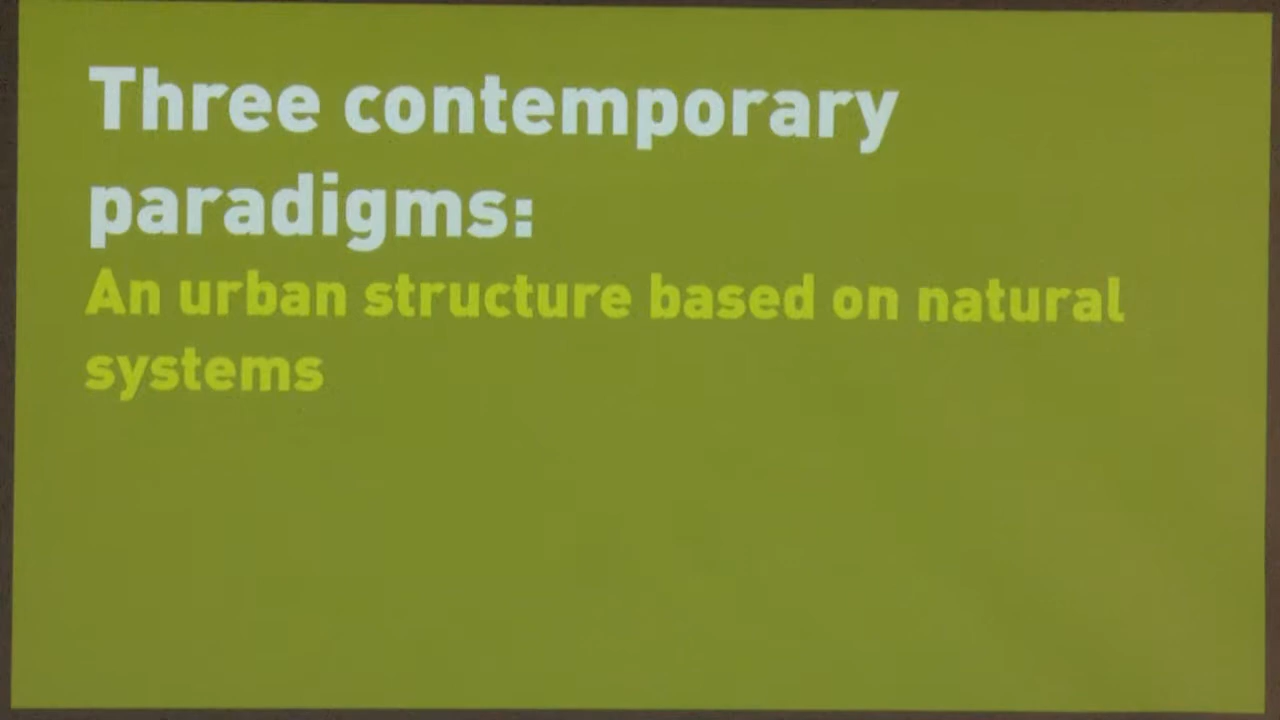 Three contemporary
paradigms:
An urban structure based on natural
systems